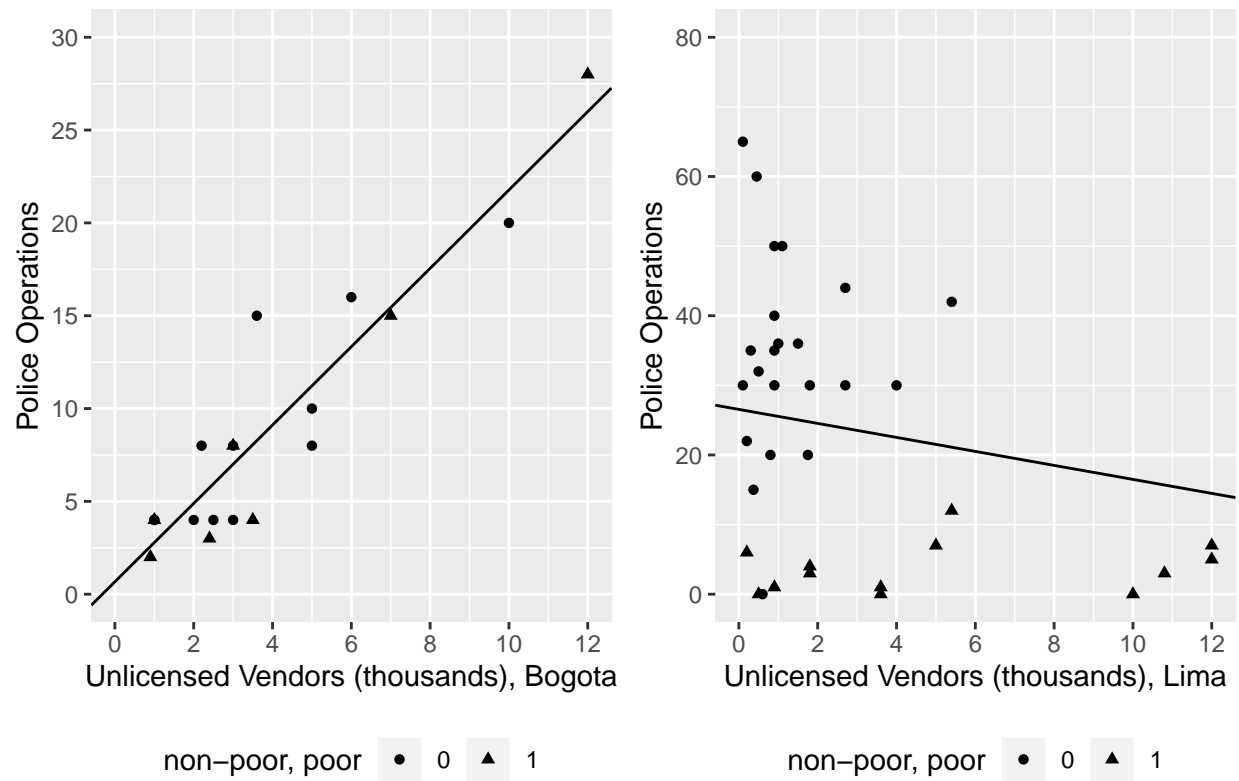 30
25
20
15
10
5
0
Police Operations
0 2 4 6 8 10 12
Unlicensed Vendors (thousands), Bogota
non−poor, poor 0 1
80
60
40
20
0
Police Operations
0 2 4 6 8 10 12
Unlicensed Vendors (thousands), Lima
non−poor, poor 0 1